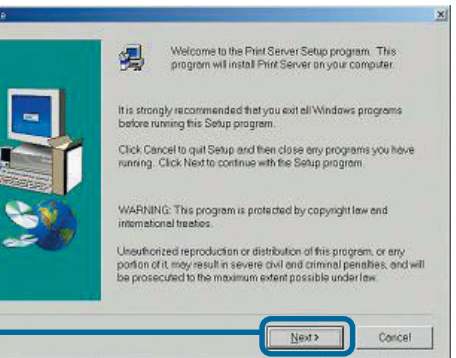 e
Welcome to the Print Server Setup program. This
program will install Print Server on your computer.
It is strongly recommended that you exit all Windows programs
before running this Setup program.
Click Cancel to quit Setup and then close any programs you have
running. Click Next to continue with the Setup program.
WARNING: This program is protected by copyright law and
international treaties.
Unauthorized reproduction or distribution of this program, or any
portion of it, may result in severe civil and criminal penalties, and will
be prosecuted to the maximum extent possible under law.
Next >
Cancel